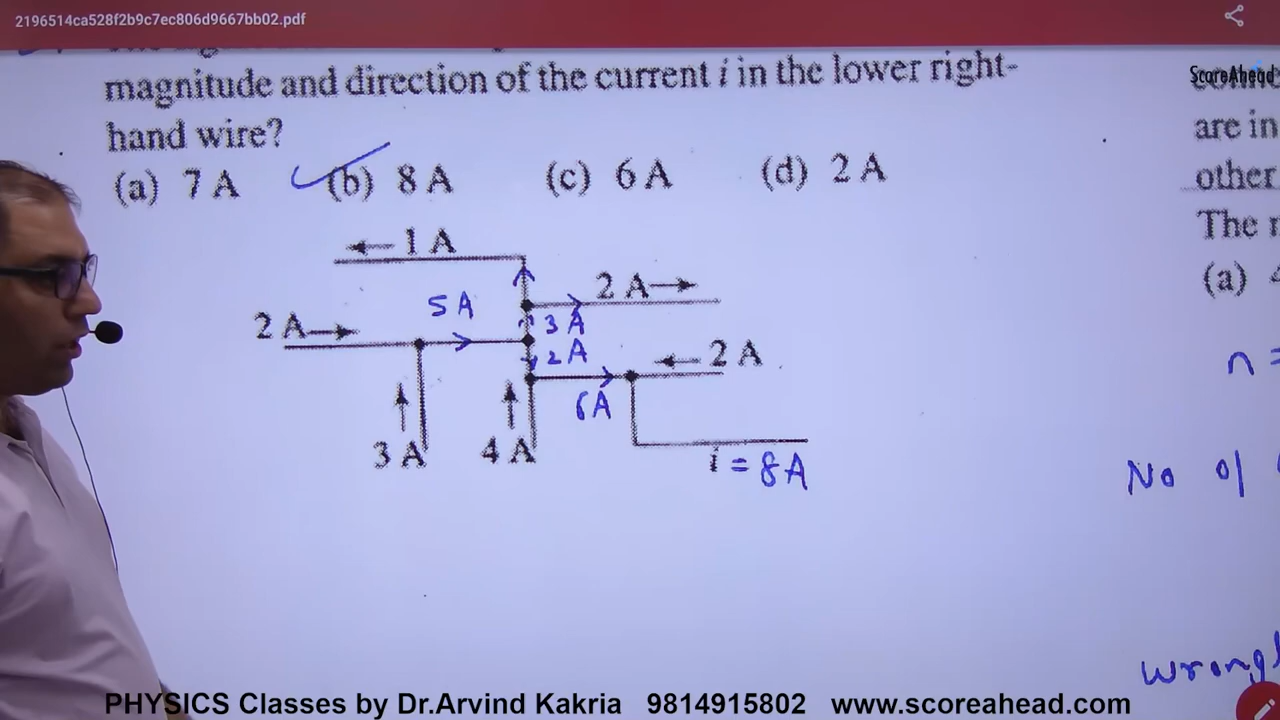 2196514ca528f2b9c7ec806d9667bb02.pdf
magnitude and direction of the current i in the lower right-
hand wire?
(a) 7 A (b) 8 A (c) 6 A (d) 2 A
1 A
2 A
5 A
2 A
3 A
2 A
2 A
6A
3 A
4 A
i = 8 A
ScoreAhead
are in
other
The
(a)
n =
No of
wrong
PHYSICS Classes by Dr.Arvind Kakria 9814915802 www.scoreahead.com